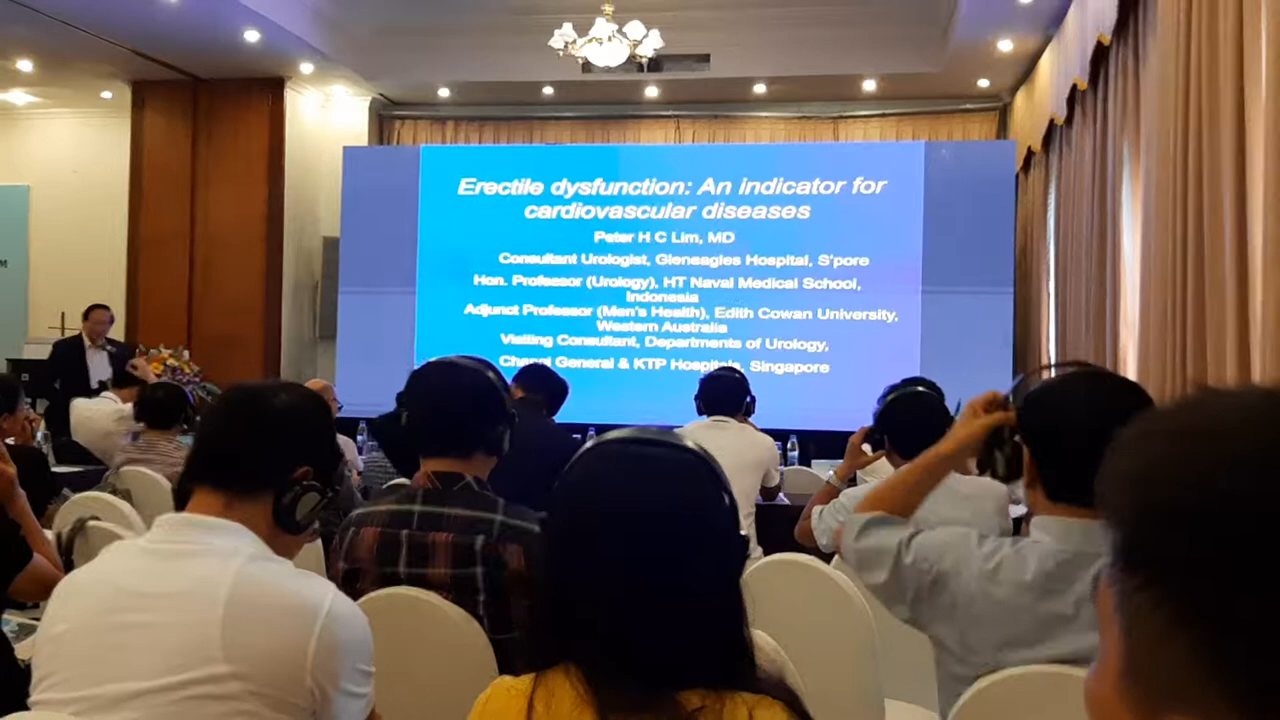 Erectile dysfunction: An indicator for
cardiovascular diseases
Peter H C Lim, MD
Consultant Urologist, Gleneagles Hospital, S'pore
Hon. Professor (Urology), HT Naval Medical School,
Indonesia
Adjunct Professor (Men's Health), Edith Cowan University,
Western Australia
Visiting Consultant, Departments of Urology,
Changi General & KTP Hospitals, Singapore
M